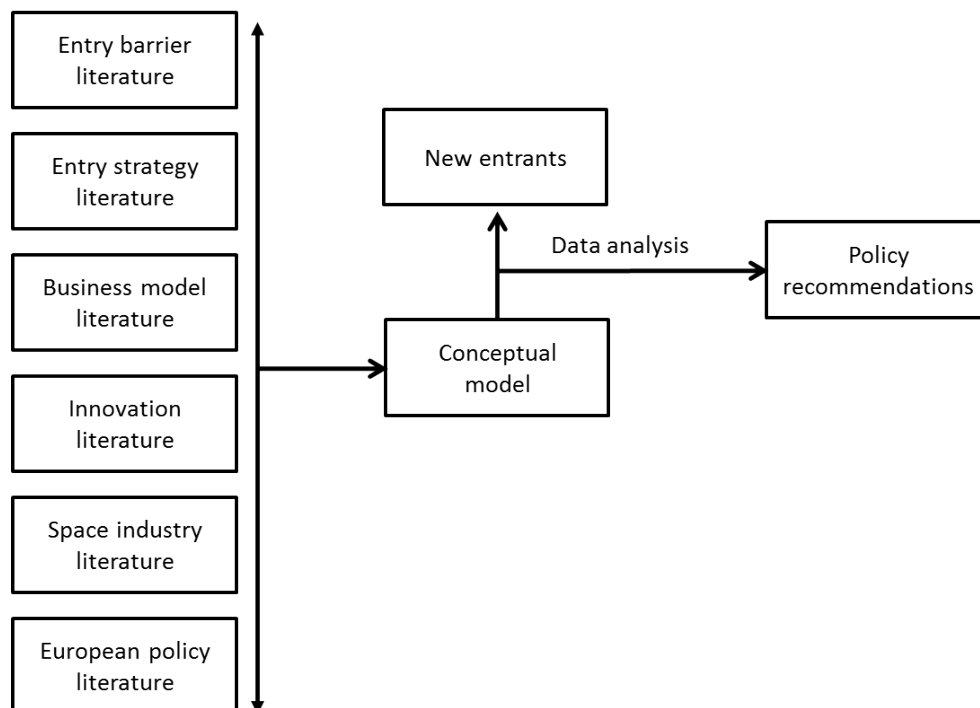 Entry barrier
literature
Entry strategy
literature
Business model
literature
Innovation
literature
Space industry
literature
European policy
literature
New entrants
Data analysis
Conceptual
model
Policy
recommendations